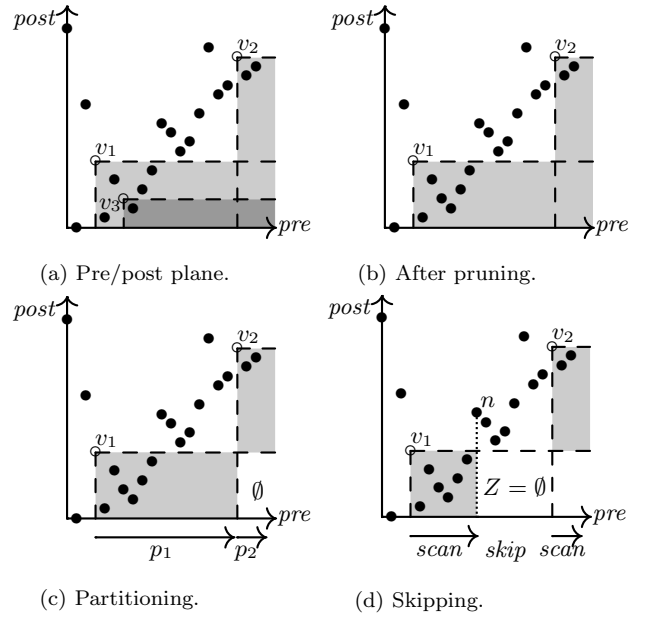 post
v₂
v₁
v₃
pre
(a) Pre/post plane.
post
v₂
v₁
pre
(b) After pruning.
post
v₂
v₁
∅
pre
p₁ p₂
(c) Partitioning.
post
v₂
n
v₁
Z = ∅
pre
scan skip scan
(d) Skipping.